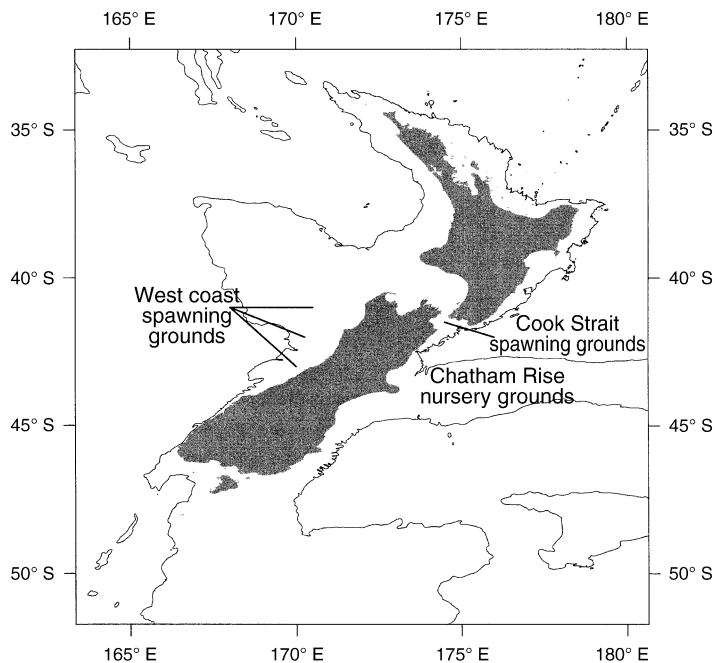 165° E 170° E 175° E 180° E
35° S 35° S
40° S 40° S
West coast
spawning
grounds
Cook Strait
spawning grounds
Chatham Rise
nursery grounds
45° S 45° S
50° S 50° S
165° E 170° E 175° E 180° E